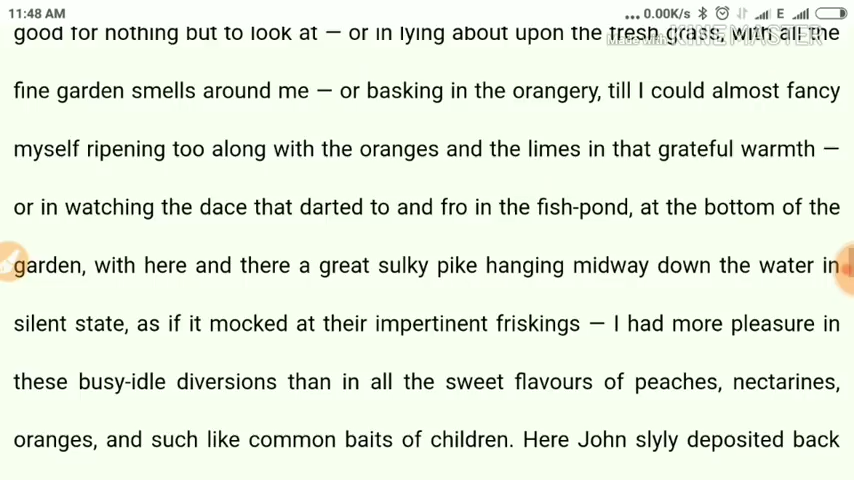 11:48 AM ... 0.00K/s E
good for nothing but to look at — or in lying about upon the fresh grass, with all the
Made with KINEMASTER
fine garden smells around me — or basking in the orangery, till I could almost fancy
myself ripening too along with the oranges and the limes in that grateful warmth —
or in watching the dace that darted to and fro in the fish-pond, at the bottom of the
garden, with here and there a great sulky pike hanging midway down the water in
silent state, as if it mocked at their impertinent friskings — I had more pleasure in
these busy-idle diversions than in all the sweet flavours of peaches, nectarines,
oranges, and such like common baits of children. Here John slyly deposited back